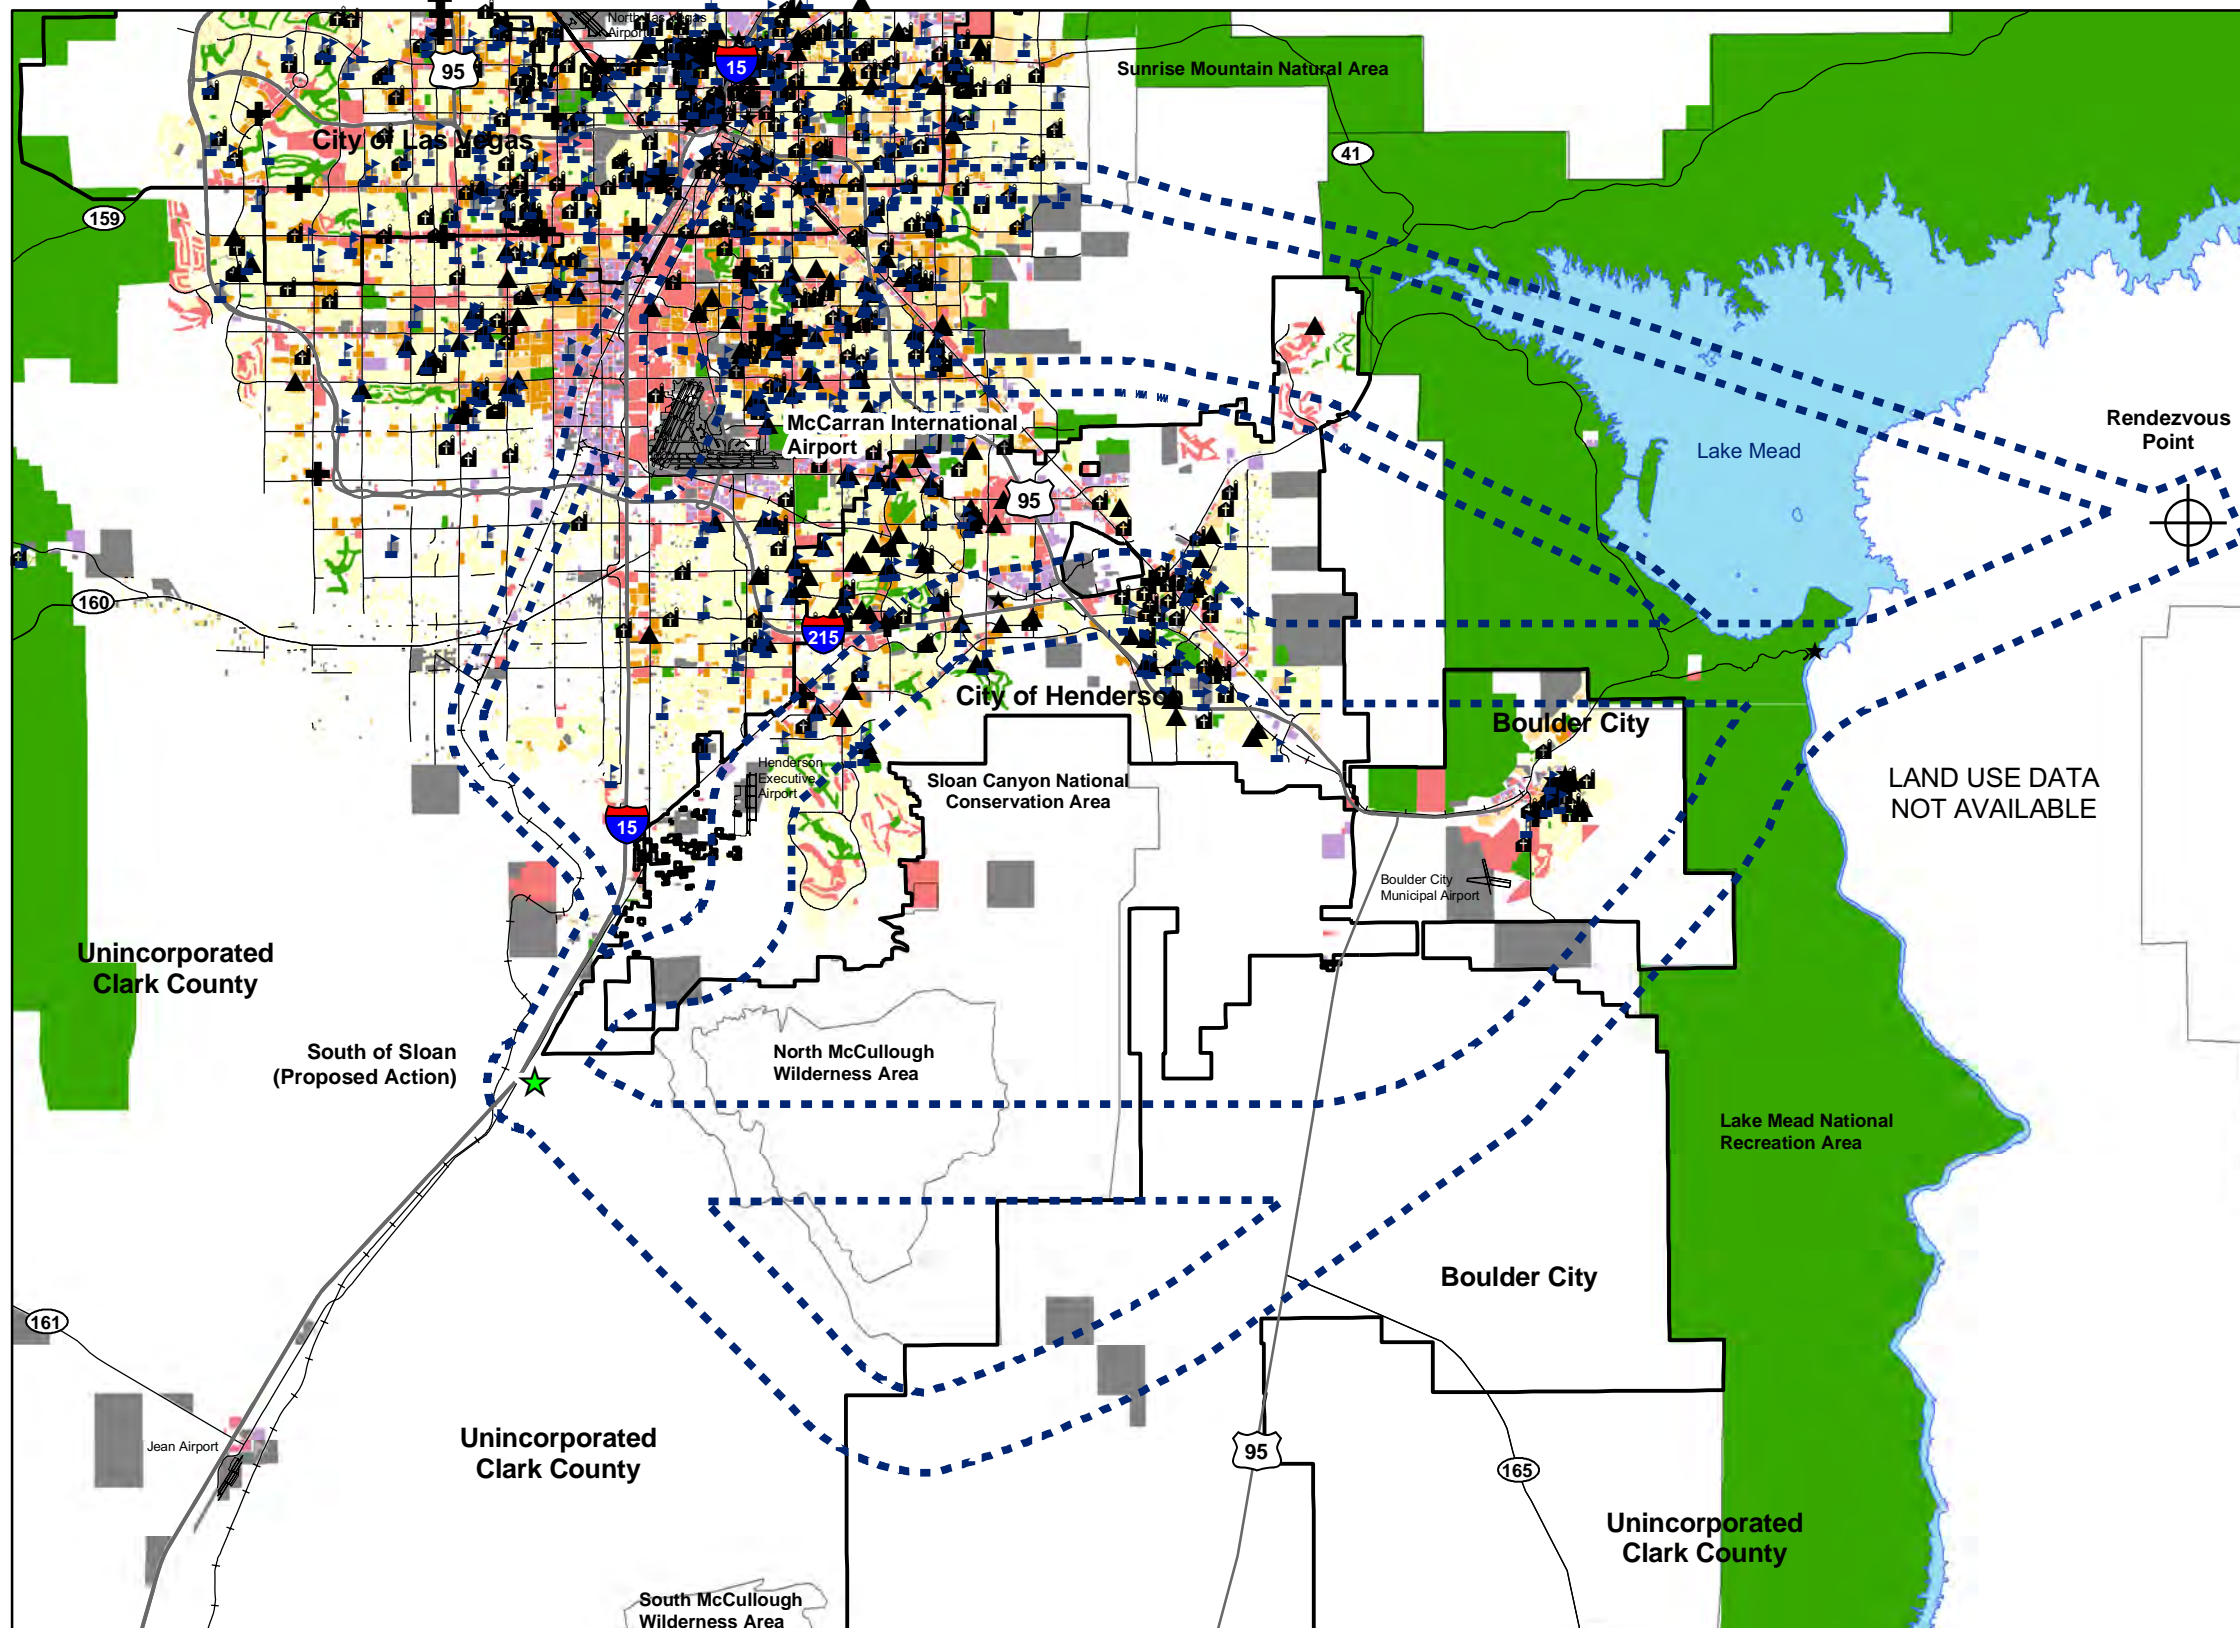 North Las Vegas
Airport
95
15
Sunrise Mountain Natural Area
City of Las Vegas
41
159
McCarran International
Airport
Rendezvous
Point
Lake Mead
95
160
215
City of Henderson
Boulder City
Henderson
Executive
Airport
Sloan Canyon National
Conservation Area
LAND USE DATA
NOT AVAILABLE
15
Boulder City
Municipal Airport
Unincorporated
Clark County
South of Sloan
(Proposed Action)
North McCullough
Wilderness Area
Lake Mead National
Recreation Area
Boulder City
161
Jean Airport
Unincorporated
Clark County
95
165
Unincorporated
Clark County
South McCullough
Wilderness Area